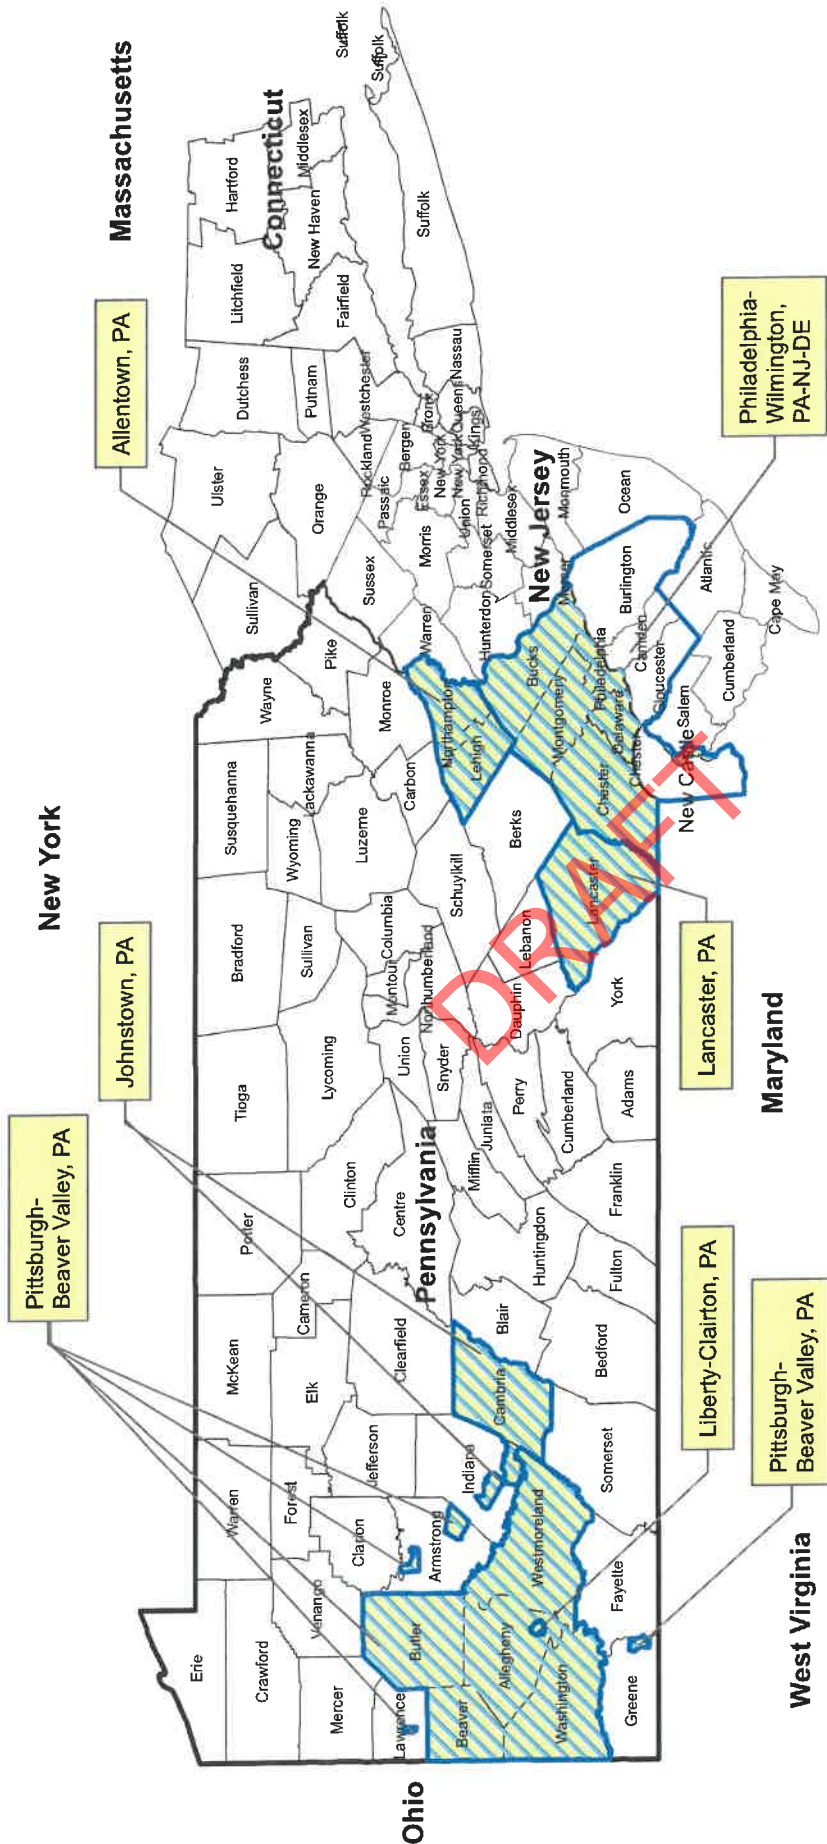 Massachusetts
Connecticut
New York
New Jersey
Pennsylvania
Ohio
West Virginia
Maryland
Allentown, PA
Johnstown, PA
Pittsburgh-
Beaver Valley, PA
Philadelphia-
Wilmington,
PA-NJ-DE
Lancaster, PA
Liberty-Clairton, PA
Pittsburgh-
Beaver Valley, PA
DRAFT
Suffolk
Suffolk
Suffolk
Hartford
Middlesex
New Haven
Litchfield
Fairfield
Dutchess
Putnam
Westchester
Rockland
Ulster
Orange
Sullivan
Nassau
Queens
Kings
Bronx
New York
New York
Richmond
Bergen
Passaic
Essex
Union
Morris
Sussex
Warren
Hunterdon
Somerset
Middlesex
Monmouth
Mercer
Ocean
Burlington
Camden
Gloucester
Atlantic
Salem
Cumberland
Cape May
New Castle
Erie
Crawford
Mercer
Lawrence
Beaver
Washington
Greene
Warren
Forest
Venango
Clarion
Butler
Armstrong
Allegheny
Westmoreland
Fayette
McKean
Elk
Cameron
Jefferson
Clearfield
Indiana
Cambria
Somerset
Potter
Clinton
Centre
Blair
Bedford
Huntingdon
Fulton
Franklin
Mifflin
Juniata
Perry
Cumberland
Adams
York
Tioga
Lycoming
Union
Snyder
Northumberland
Montour
Columbia
Dauphin
Lebanon
Lancaster
Bradford
Sullivan
Susquehanna
Wyoming
Lackawanna
Luzerne
Schuylkill
Berks
Carbon
Wayne
Pike
Monroe
Northampton
Lehigh
Bucks
Montgomery
Philadelphia
Delaware
Chester
Chester